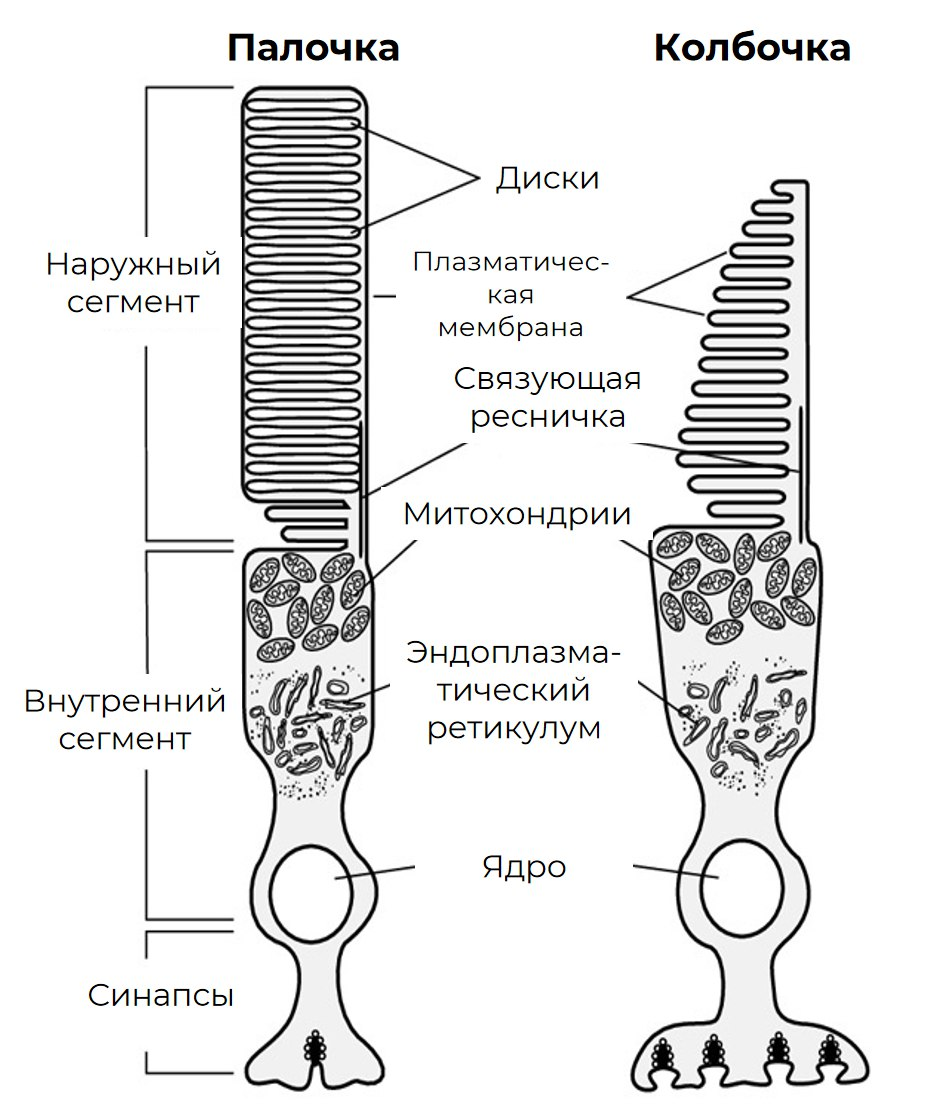 Палочка
Колбочка
Диски
Наружный
сегмент
Плазматичес-
кая
мембрана
Связующая
ресничка
Митохондрии
Эндоплазма-
тический
ретикулум
Внутренний
сегмент
Ядро
Синапсы